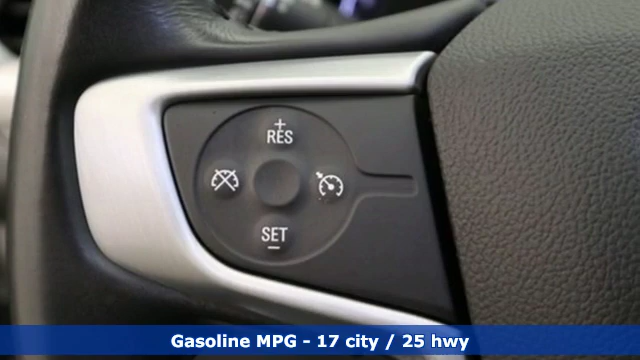 +
RES
SET
–
Gasoline MPG - 17 city / 25 hwy